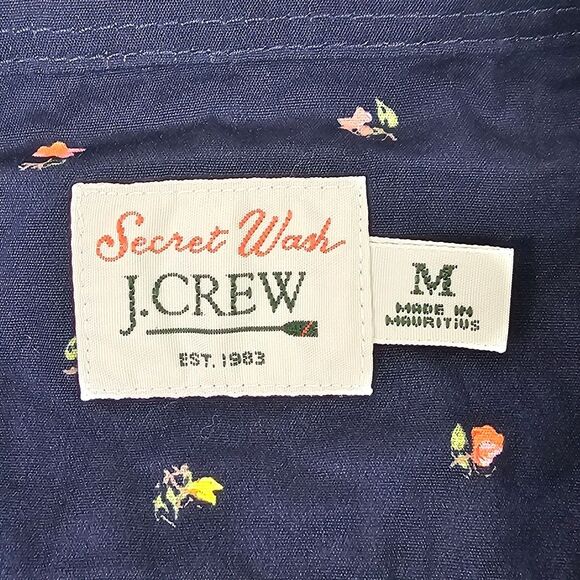 Secret Wash
J.CREW
EST. 1983
M
MADE IN
MAURITIUS